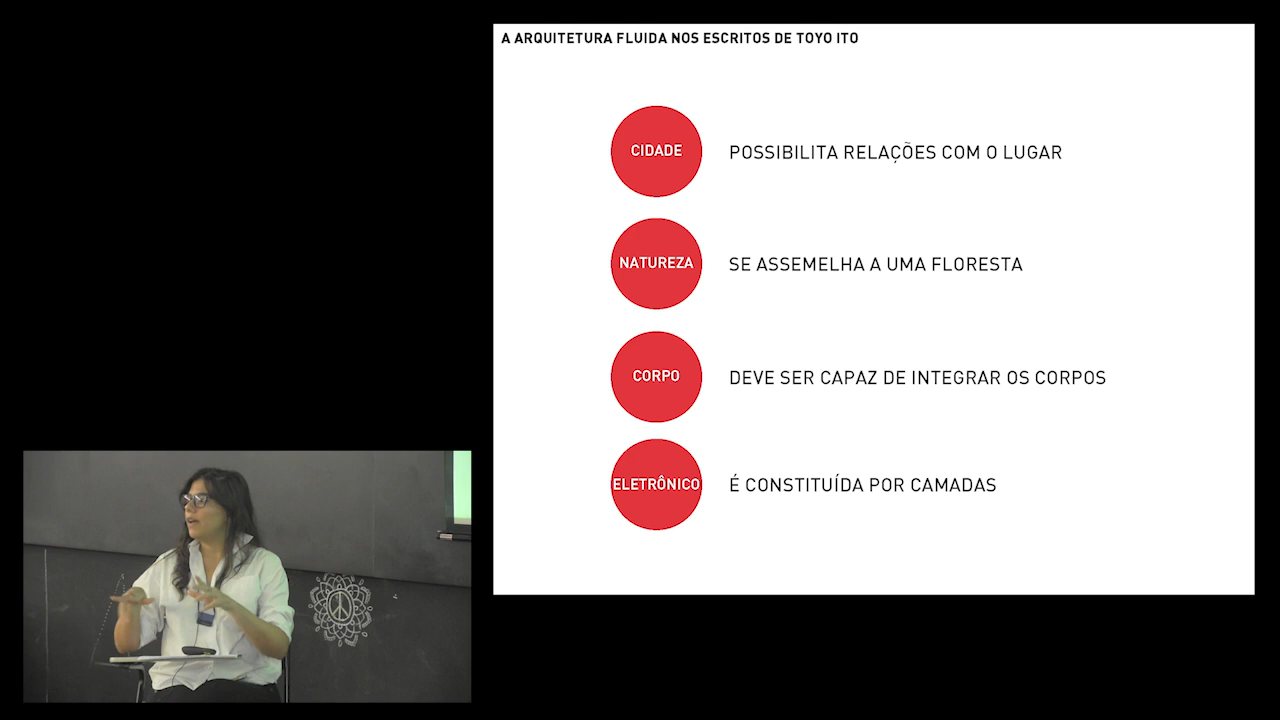 A ARQUITETURA FLUIDA NOS ESCRITOS DE TOYO ITO
CIDADE
POSSIBILITA RELAÇÕES COM O LUGAR
NATUREZA
SE ASSEMELHA A UMA FLORESTA
CORPO
DEVE SER CAPAZ DE INTEGRAR OS CORPOS
ELETRÔNICO
É CONSTITUÍDA POR CAMADAS